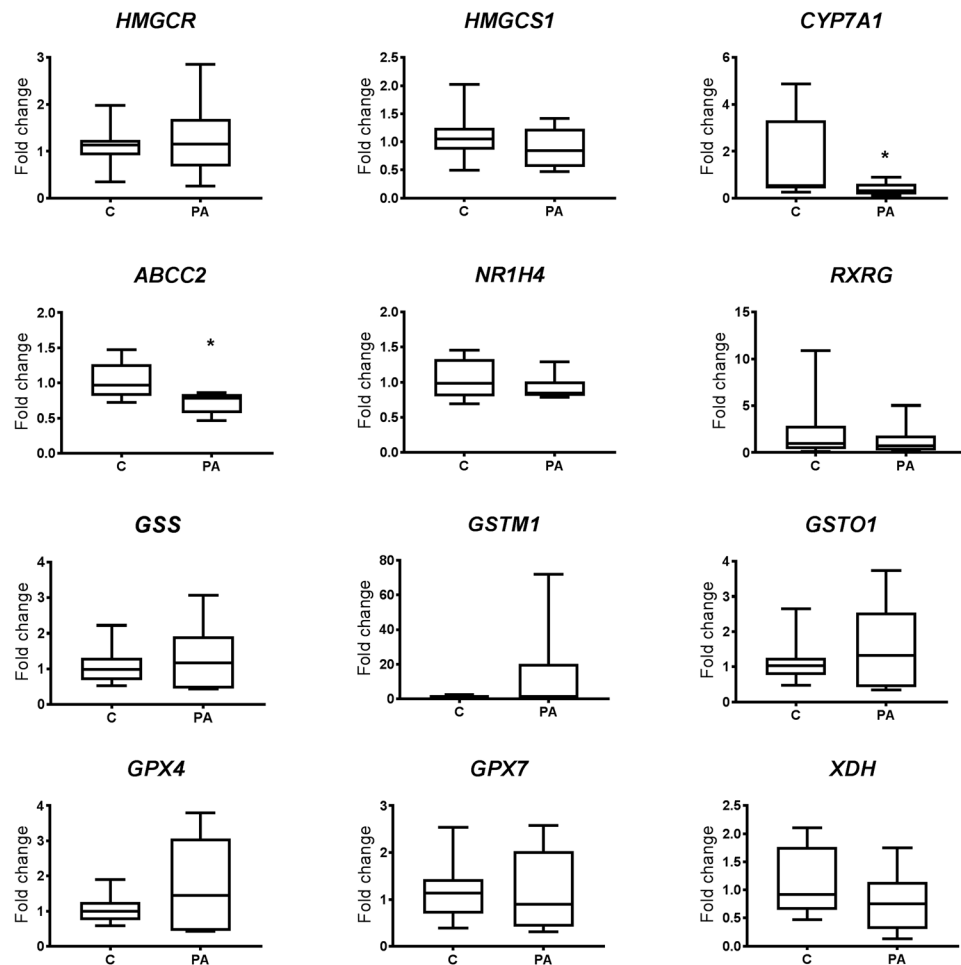 HMGCR
HMGCS1
CYP7A1
Fold change
3
2
1
0
C
PA
Fold change
2.5
2.0
1.5
1.0
0.5
0.0
C
PA
Fold change
6
4
2
0
*
C
PA
ABCC2
NR1H4
RXRG
Fold change
2.0
1.5
1.0
0.5
0.0
*
C
PA
Fold change
2.0
1.5
1.0
0.5
0.0
C
PA
Fold change
15
10
5
0
C
PA
GSS
GSTM1
GSTO1
Fold change
4
3
2
1
0
C
PA
Fold change
80
60
40
20
0
C
PA
Fold change
4
3
2
1
0
C
PA
GPX4
GPX7
XDH
Fold change
4
3
2
1
0
C
PA
Fold change
3
2
1
0
C
PA
Fold change
2.5
2.0
1.5
1.0
0.5
0.0
C
PA